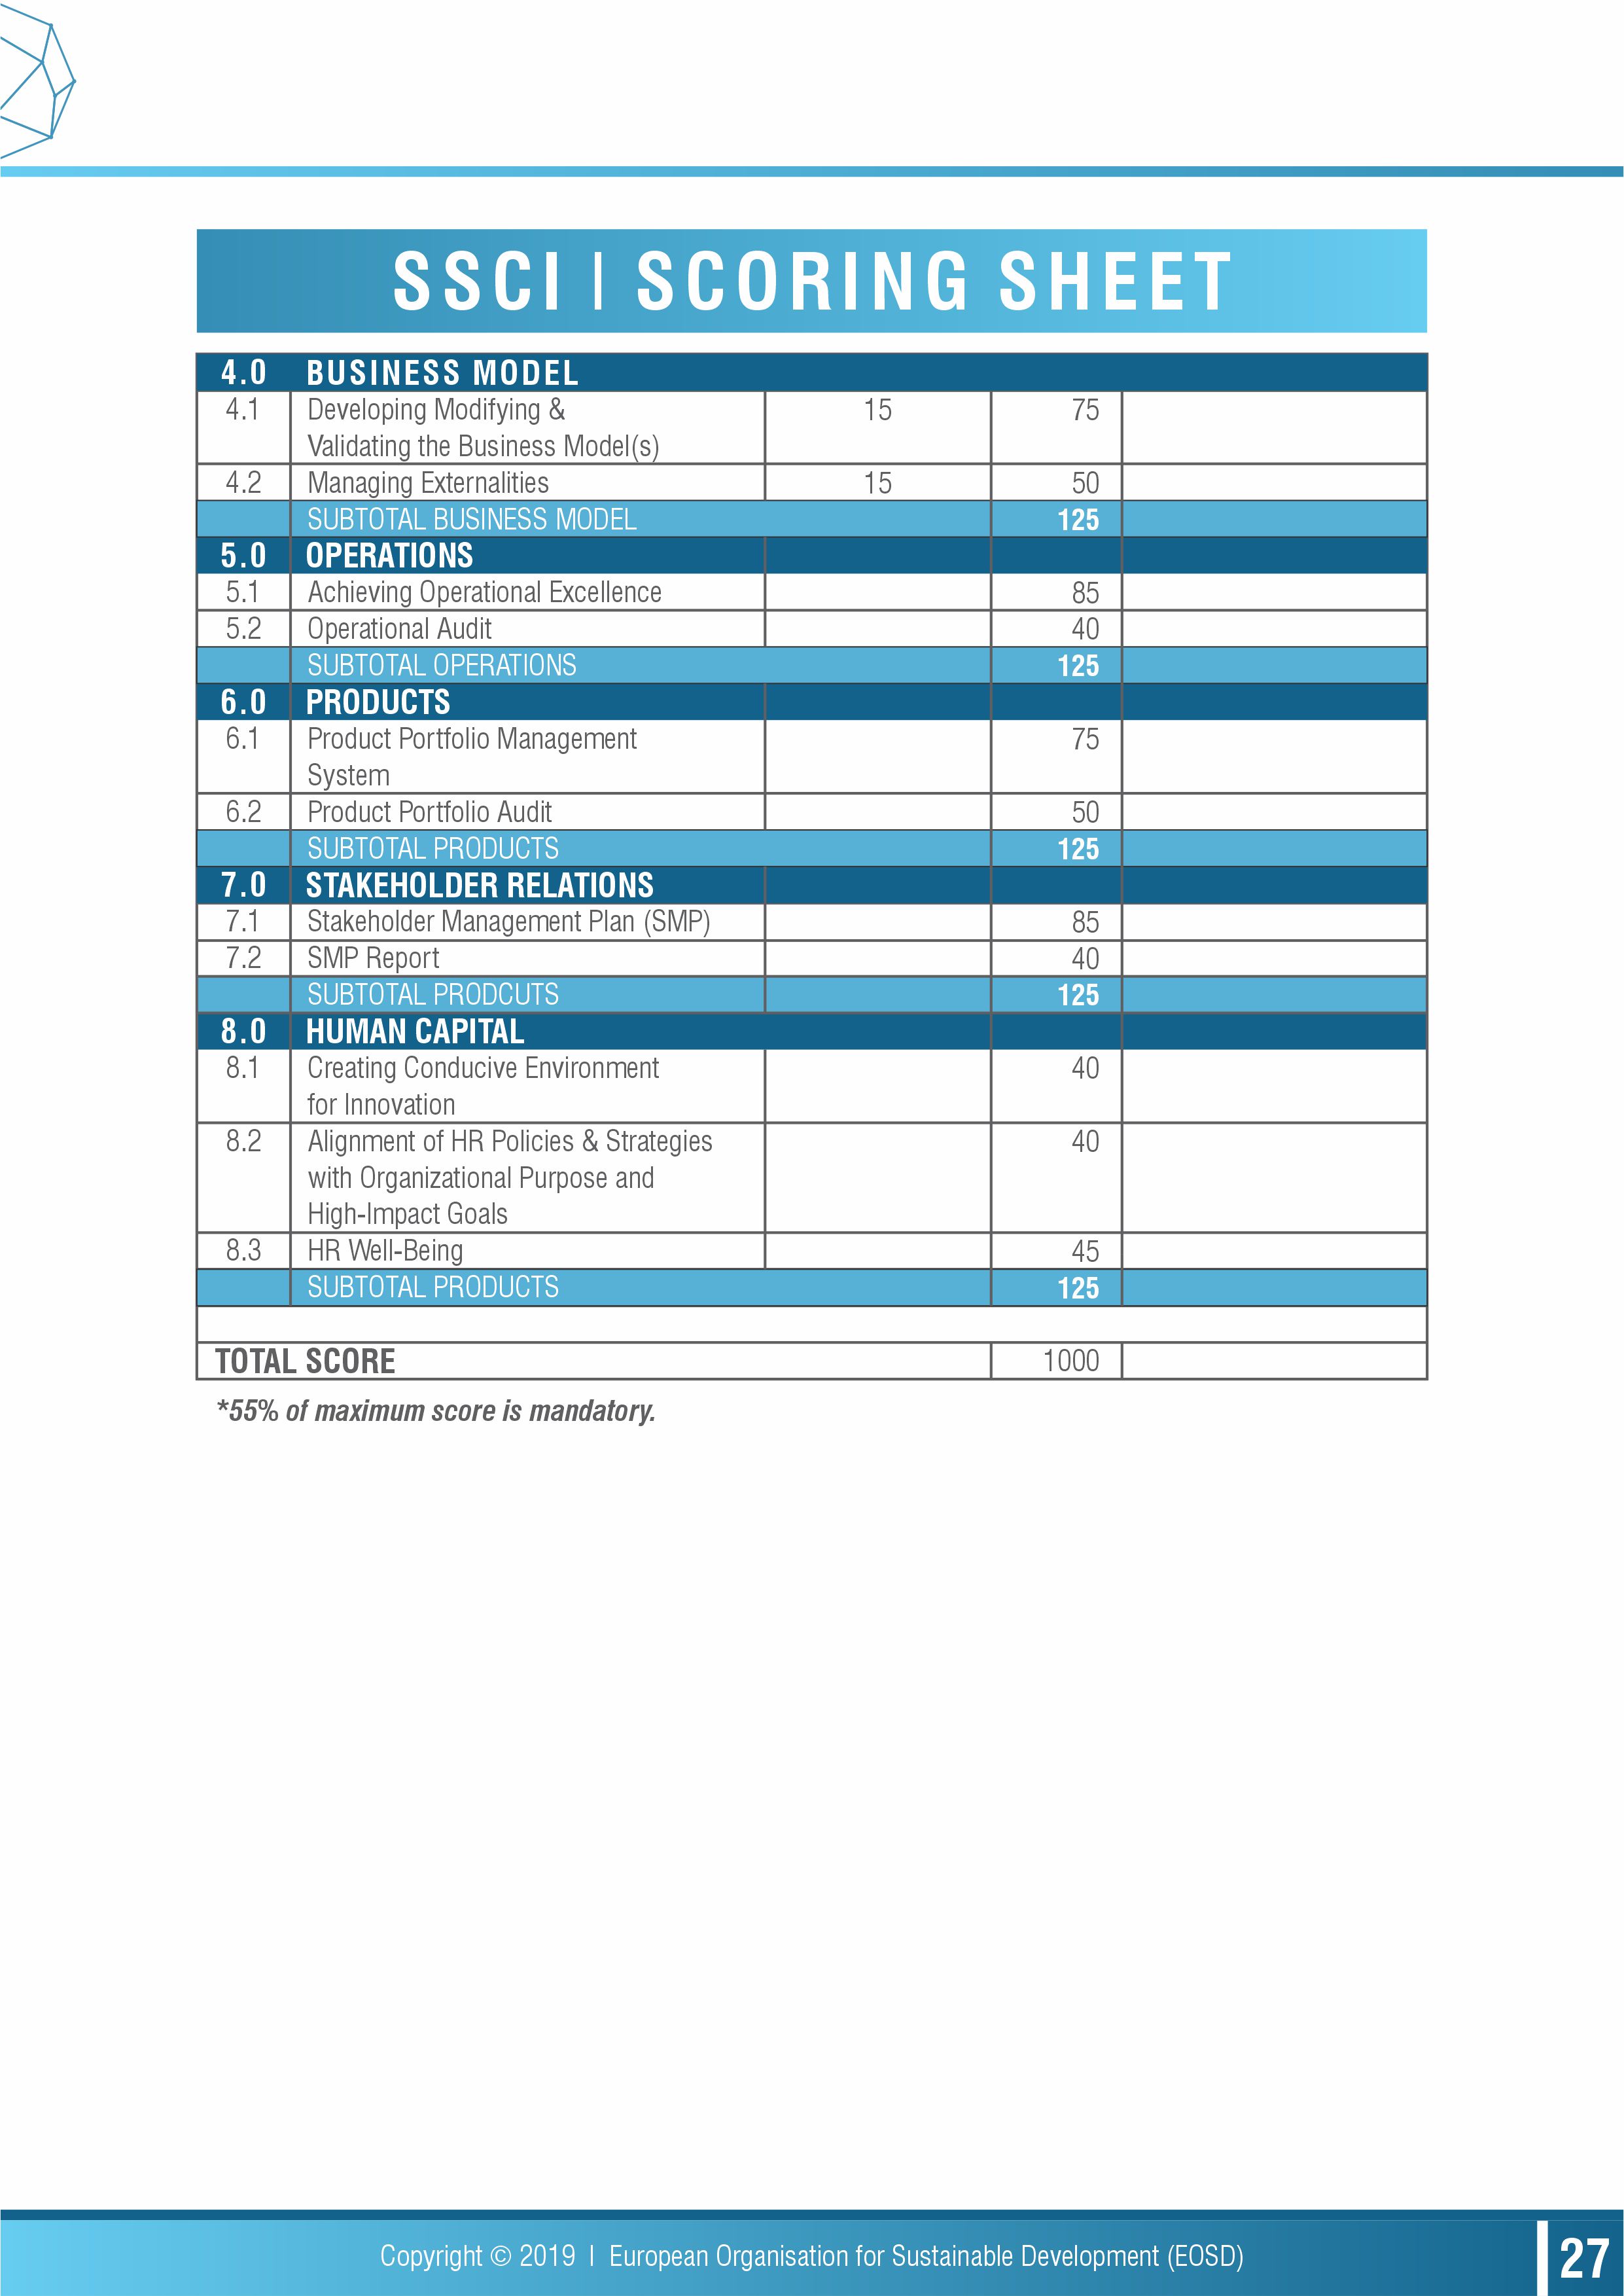 SSCI | SCORING SHEET
4.0 BUSINESS MODEL
4.1 Developing Modifying & 15 75
Validating the Business Model(s)
4.2 Managing Externalities 15 50
SUBTOTAL BUSINESS MODEL 125
5.0 OPERATIONS
5.1 Achieving Operational Excellence 85
5.2 Operational Audit 40
SUBTOTAL OPERATIONS 125
6.0 PRODUCTS
6.1 Product Portfolio Management 75
System
6.2 Product Portfolio Audit 50
SUBTOTAL PRODUCTS 125
7.0 STAKEHOLDER RELATIONS
7.1 Stakeholder Management Plan (SMP) 85
7.2 SMP Report 40
SUBTOTAL PRODCUTS 125
8.0 HUMAN CAPITAL
8.1 Creating Conducive Environment 40
for Innovation
8.2 Alignment of HR Policies & Strategies 40
with Organizational Purpose and
High-Impact Goals
8.3 HR Well-Being 45
SUBTOTAL PRODUCTS 125
TOTAL SCORE 1000
*55% of maximum score is mandatory.
Copyright © 2019 | European Organisation for Sustainable Development (EOSD)
27